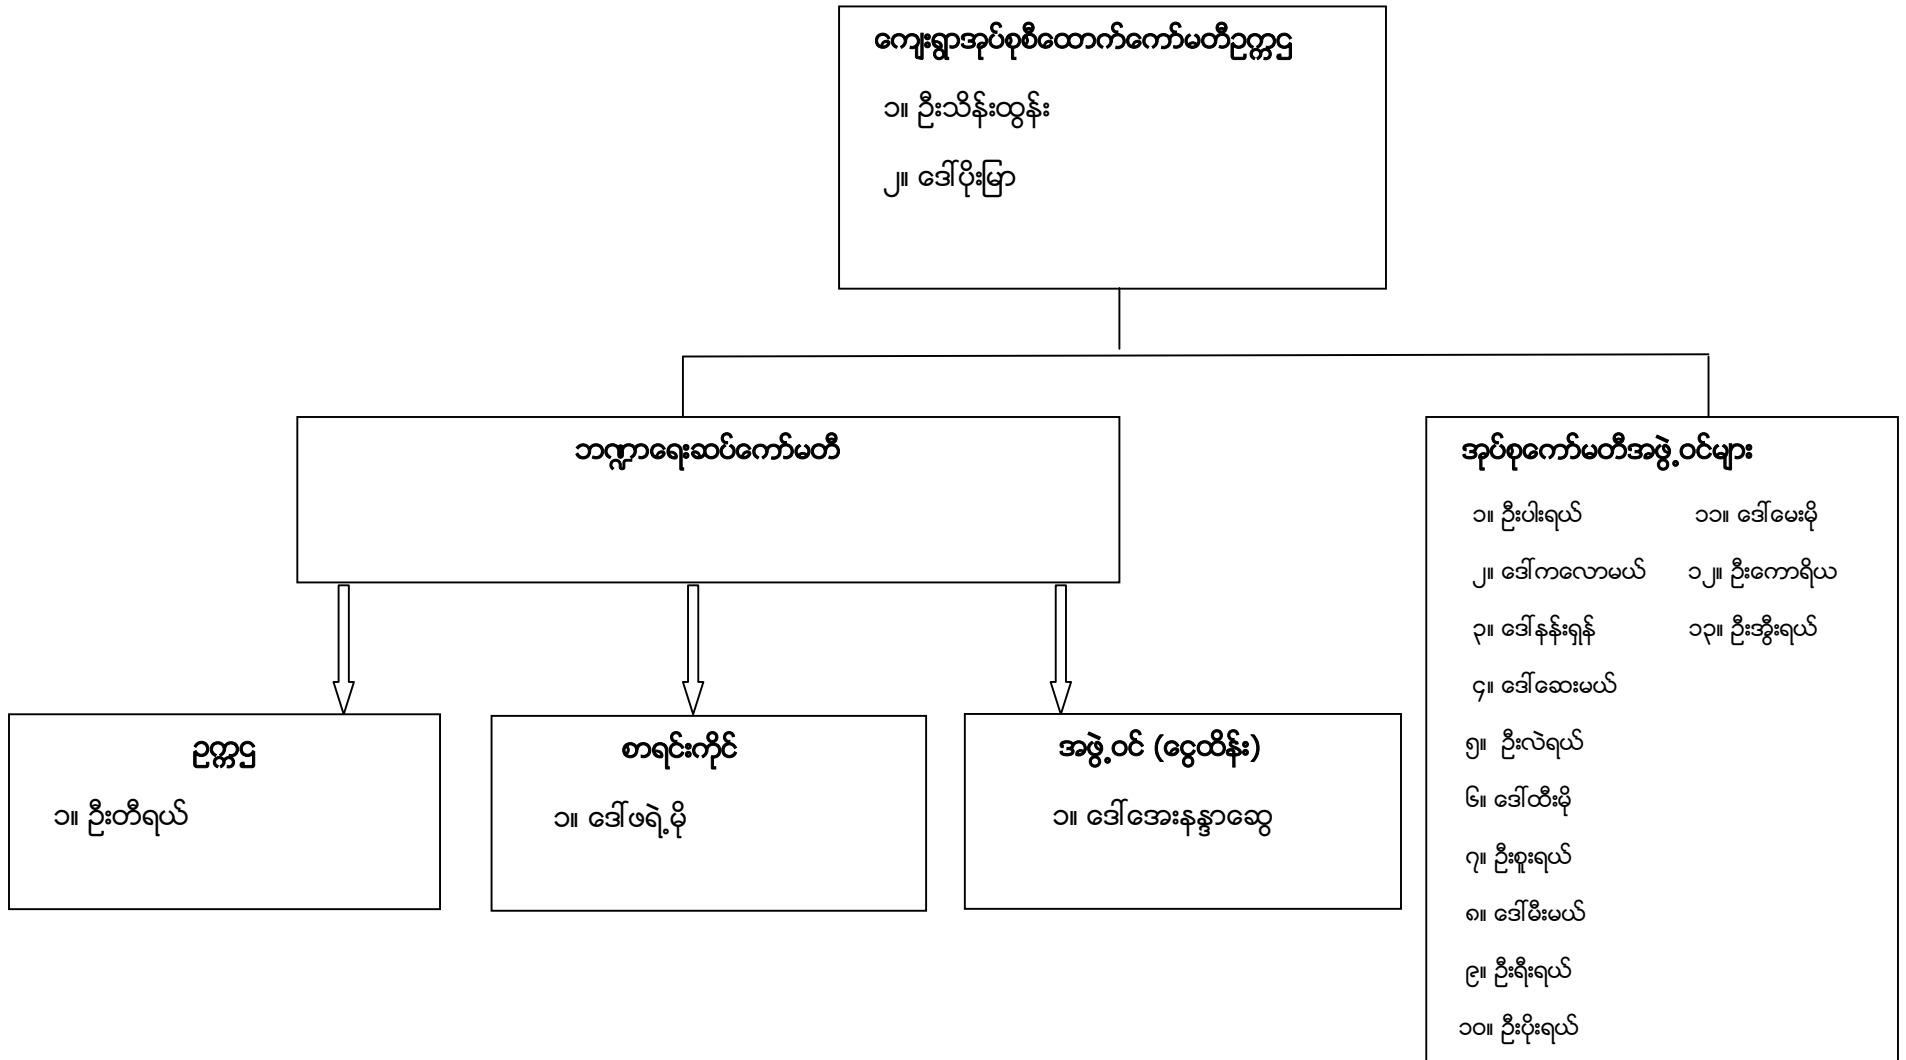 ကျေးရွာအုပ်စုစီထောက်ကော်မတီဥက္ကဌ
၁။ ဦးသိန်းထွန်း
၂။ ဒေါ်ပိုးမြာ
ဘဏ္ဍာရေးဆပ်ကော်မတီ
ဥက္ကဌ
၁။ ဦးတီရယ်
စာရင်းကိုင်
၁။ ဒေါ်ဖရဲ့မို
အဖွဲ့ဝင် (ငွေထိန်း)
၁။ ဒေါ်အေးနန္ဒာဆွေ
အုပ်စုကော်မတီအဖွဲ့ဝင်များ
၁။ ဦးပါးရယ်
၂။ ဒေါ်ကလောမယ်
၃။ ဒေါ်နန်းရှန်
၄။ ဒေါ်ဆေးမယ်
၅။ ဦးလဲရယ်
၆။ ဒေါ်ထီးမို
၇။ ဦးစူးရယ်
၈။ ဒေါ်မီးမယ်
၉။ ဦးရီးရယ်
၁၀။ ဦးပိုးရယ်
၁၁။ ဒေါ်မေးမို
၁၂။ ဦးကောရိယ
၁၃။ ဦးအွီးရယ်